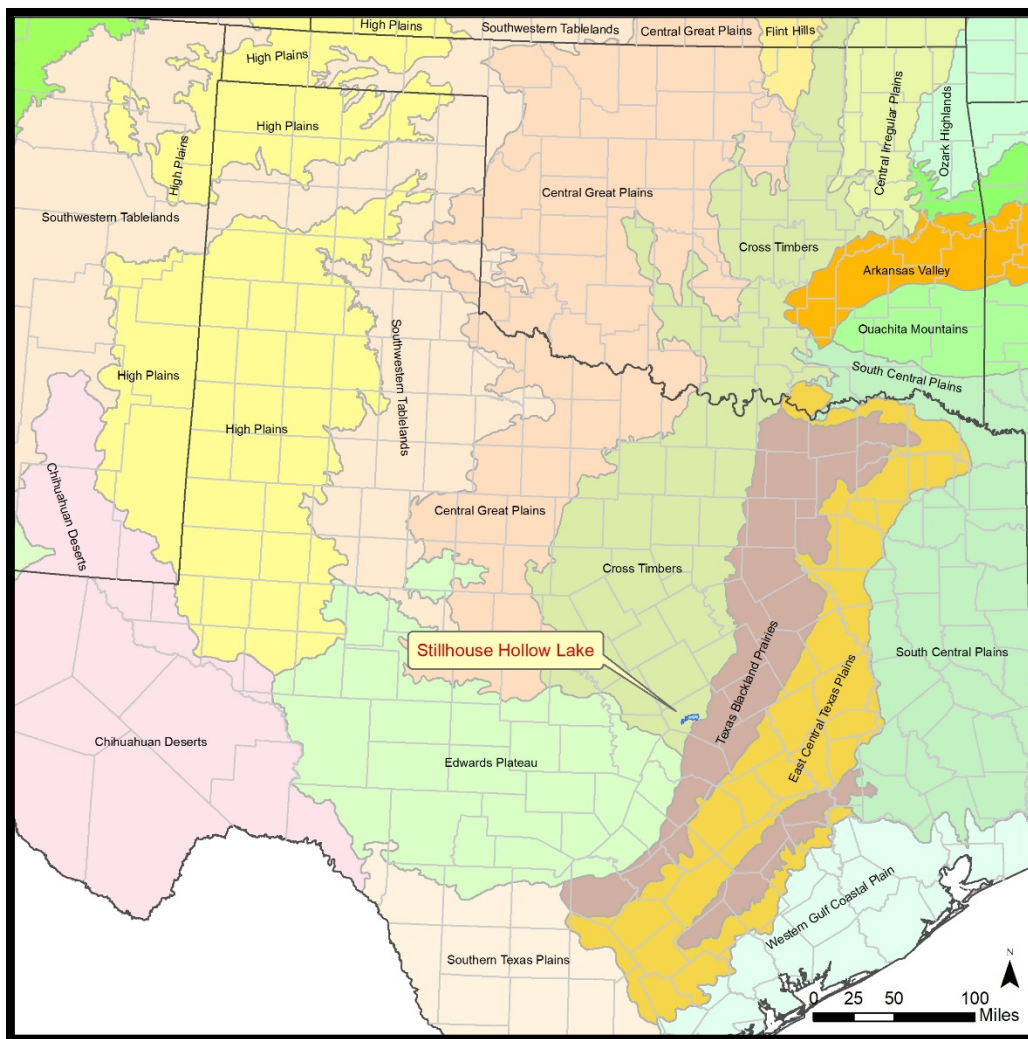 High Plains
Southwestern Tablelands
Central Great Plains
Flint Hills
High Plains
High Plains
High Plains
Central Irregular Plains
Ozark Highlands
Central Great Plains
Southwestern Tablelands
Cross Timbers
Arkansas Valley
Ouachita Mountains
South Central Plains
High Plains
Southwestern Tablelands
High Plains
Chihuahuan Deserts
Central Great Plains
Cross Timbers
Stillhouse Hollow Lake
Texas Blackland Prairies
East Central Texas Plains
South Central Plains
Chihuahuan Deserts
Edwards Plateau
Western Gulf Coastal Plain
Southern Texas Plains
N
0 25 50 100
Miles